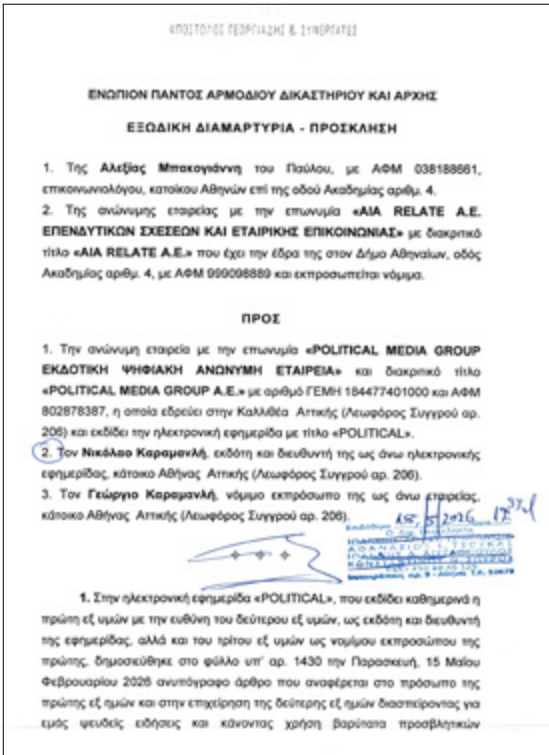 ΑΠΟΣΤΟΛΟΣ ΓΕΩΡΓΙΑΔΗΣ & ΣΥΝΕΡΓΑΤΕΣ
ΕΝΩΠΙΟΝ ΠΑΝΤΟΣ ΑΡΜΟΔΙΟΥ ΔΙΚΑΣΤΗΡΙΟΥ ΚΑΙ ΑΡΧΗΣ
ΕΞΩΔΙΚΗ ΔΙΑΜΑΡΤΥΡΙΑ - ΠΡΟΣΚΛΗΣΗ
1. Της Αλεξίας Μπακογιάννη του Παύλου, με ΑΦΜ 038188661,
επικοινωνιολόγου, κατοίκου Αθηνών επί της οδού Ακαδημίας αριθμ. 4.
2. Της ανώνυμης εταιρείας με την επωνυμία «AIA RELATE A.E.
ΕΠΕΝΔΥΤΙΚΩΝ ΣΧΕΣΕΩΝ ΚΑΙ ΕΤΑΙΡΙΚΗΣ ΕΠΙΚΟΙΝΩΝΙΑΣ» με διακριτικό
τίτλο «AIA RELATE A.E.» που έχει την έδρα της στον Δήμο Αθηναίων, οδός
Ακαδημίας αριθμ. 4, με ΑΦΜ 999098889 και εκπροσωπείται νόμιμα.
ΠΡΟΣ
1. Την ανώνυμη εταιρεία με την επωνυμία «POLITICAL MEDIA GROUP
ΕΚΔΟΤΙΚΗ ΨΗΦΙΑΚΗ ΑΝΩΝΥΜΗ ΕΤΑΙΡΕΙΑ» και διακριτικό τίτλο
«POLITICAL MEDIA GROUP A.E.» με αριθμό ΓΕΜΗ 184477401000 και ΑΦΜ
802878387, η οποία εδρεύει στην Καλλιθέα Αττικής (Λεωφόρος Συγγρού αρ.
206) και εκδίδει την ηλεκτρονική εφημερίδα με τίτλο «POLITICAL».
2. Τον Νικόλαο Καραμανλή, εκδότη και διευθυντή της ως άνω ηλεκτρονικής
εφημερίδας, κάτοικο Αθήνας Αττικής (Λεωφόρος Συγγρού αρ. 206).
3. Τον Γεώργιο Καραμανλή, νόμιμο εκπρόσωπο της ως άνω εταιρείας,
κάτοικο Αθήνας Αττικής (Λεωφόρος Συγγρού αρ. 206).
1. Στην ηλεκτρονική εφημερίδα «POLITICAL», που εκδίδει καθημερινά η
πρώτη εξ υμών με την ευθύνη του δεύτερου εξ υμών, ως εκδότη και διευθυντή
της εφημερίδας, αλλά και του τρίτου εξ υμών ως νομίμου εκπροσώπου της
πρώτης, δημοσιεύθηκε στο φύλλο υπ' αρ. 1430 την Παρασκευή, 15 Μαΐου
Φεβρουαρίου 2026 ανυπόγραφο άρθρο που αναφέρεται στο πρόσωπο της
πρώτης εξ ημών και στην επιχείρηση της δεύτερης εξ ημών διασπείροντας για
εμάς ψευδείς ειδήσεις και κάνοντας χρήση βαρύτατα προσβλητικών